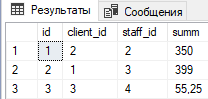 Результаты Сообщения
id client_id staff_id summ
1 1 2 2 350
2 2 1 3 399
3 3 3 4 55,25